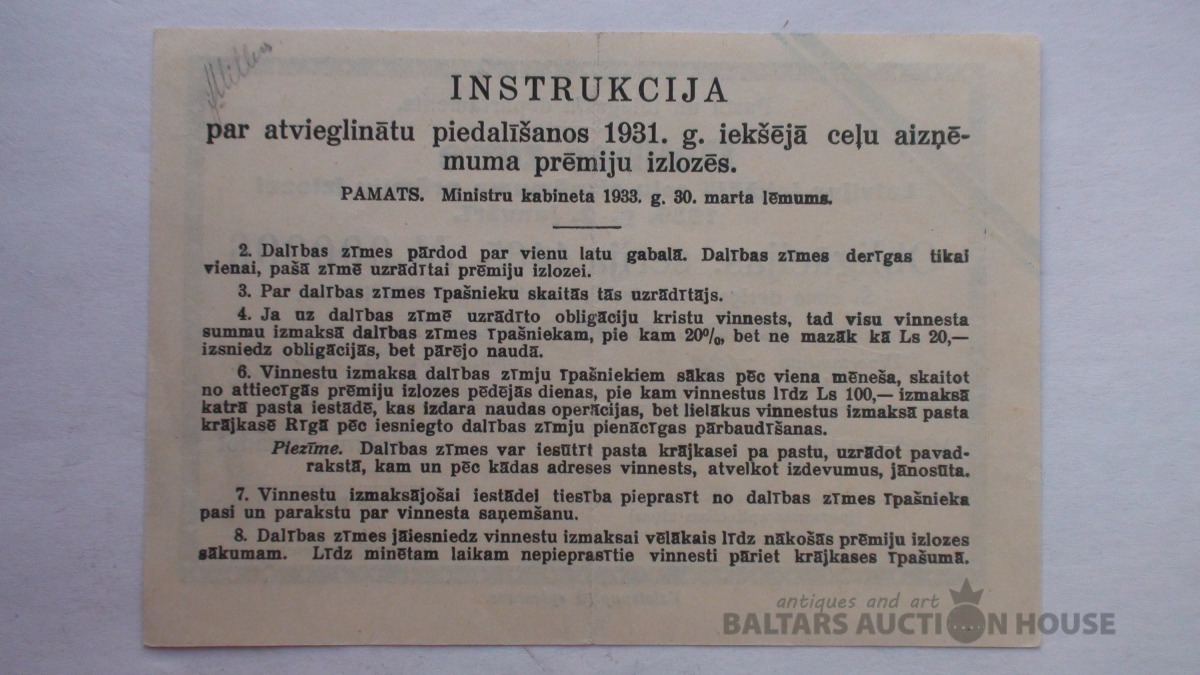 INSTRUKCIJA
par atvieglinātu piedalīšanos 1931. g. iekšējā ceļu aizņē-
muma prēmiju izlozēs.
PAMATS. Ministru kabineta 1933. g. 30. marta lēmums.
2. Dalības zīmes pārdod par vienu latu gabalā. Dalības zīmes derīgas tikai
vienai, pašā zīmē uzrādītai prēmiju izlozei.
3. Par dalības zīmes īpašnieku skaitās tās uzrādītājs.
4. Ja uz dalības zīmē uzrādīto obligāciju kristu vinnests, tad visu vinnesta
summu izmaksā dalības zīmes īpašniekam, pie kam 20%, bet ne mazāk kā Ls 20,—
izsniedz obligācijās, bet pārējo naudā.
6. Vinnestu izmaksa dalības zīmju īpašniekiem sākas pēc viena mēneša, skaitot
no attiecīgās prēmiju izlozes pēdējās dienas, pie kam vinnestus līdz Ls 100,— izmaksā
katrā pasta iestādē, kas izdara naudas operācijas, bet lielākus vinnestus izmaksā pasta
krājkasē Rīgā pēc iesniegto dalības zīmju pienācīgas pārbaudīšanas.
Piezīme. Dalības zīmes var iesūtīt pasta krājkasei pa pastu, uzrādot pavad-
rakstā, kam un pēc kādas adreses vinnests, atvelkot izdevumus, jānosūta.
7. Vinnestu izmaksājošai iestādei tiesība pieprasīt no dalības zīmes īpašnieka
pasi un parakstu par vinnesta saņemšanu.
8. Dalības zīmes jāiesniedz vinnestu izmaksai vēlākais līdz nākošās prēmiju izlozes
sākumam. Līdz minētam laikam nepieprasītie vinnesti pāriet krājkases īpašumā.
antiques and art
BALTARS AUCTION HOUSE